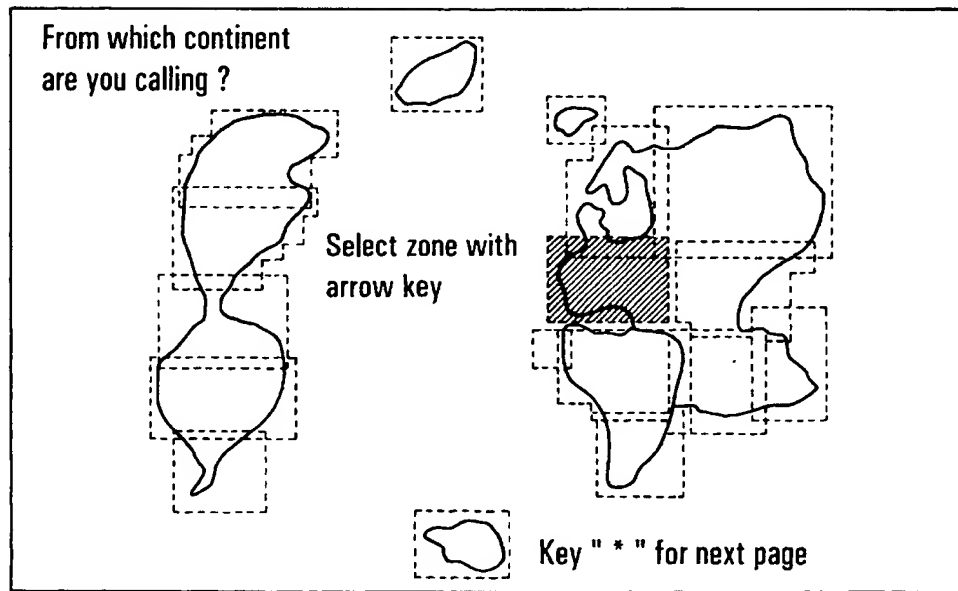 From which continent
are you calling ?
Select zone with
arrow key
Key " * " for next page